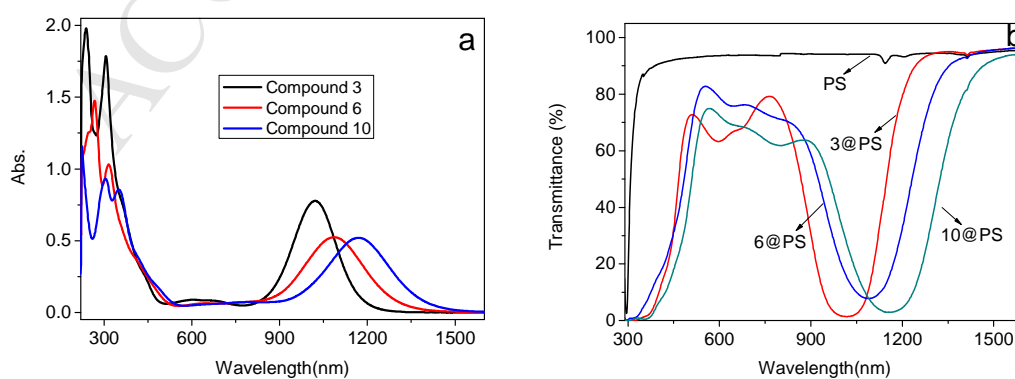 ACC
a
2.0
1.5
1.0
0.5
0.0
Abs.
Compound 3
Compound 6
Compound 10
300
600
900
1200
1500
Wavelength(nm)
b
100
80
60
40
20
0
Transmittance (%)
PS
3@PS
6@PS
10@PS
300
600
900
1200
1500
Wavelength(nm)